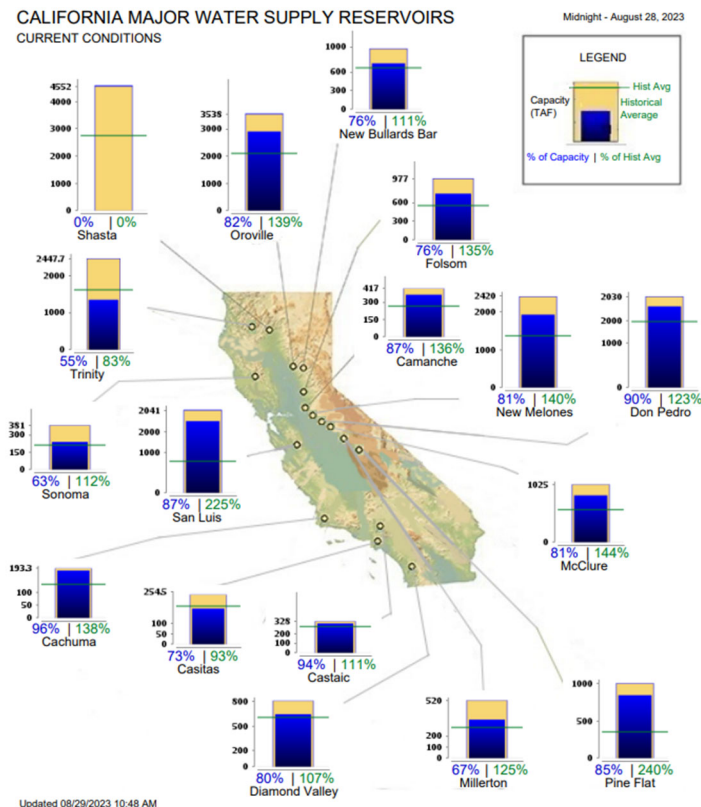 CALIFORNIA MAJOR WATER SUPPLY RESERVOIRS
CURRENT CONDITIONS
Midnight - August 28, 2023
LEGEND
Capacity
(TAF)
Hist Avg
Historical
Average
% of Capacity | % of Hist Avg
1000
600
300
0
76% | 111%
New Bullards Bar
4552
4000
3000
2000
1000
0
0% | 0%
Shasta
3538
3000
2000
1000
0
82% | 139%
Oroville
977
600
300
0
76% | 135%
Folsom
2447.7
2000
1000
0
55% | 83%
Trinity
417
300
150
0
87% | 136%
Camanche
2420
2000
1000
0
81% | 140%
New Melones
2030
2000
1000
0
90% | 123%
Don Pedro
381
300
150
0
63% | 112%
Sonoma
2041
2000
1000
0
87% | 225%
San Luis
1025
0
81% | 144%
McClure
193.3
100
50
0
96% | 138%
Cachuma
254.5
100
50
0
73% | 93%
Casitas
325
200
100
0
94% | 111%
Castaic
800
500
200
0
80% | 107%
Diamond Valley
520
200
100
0
67% | 125%
Millerton
1000
500
0
85% | 240%
Pine Flat
Updated 08/29/2023 10:48 AM